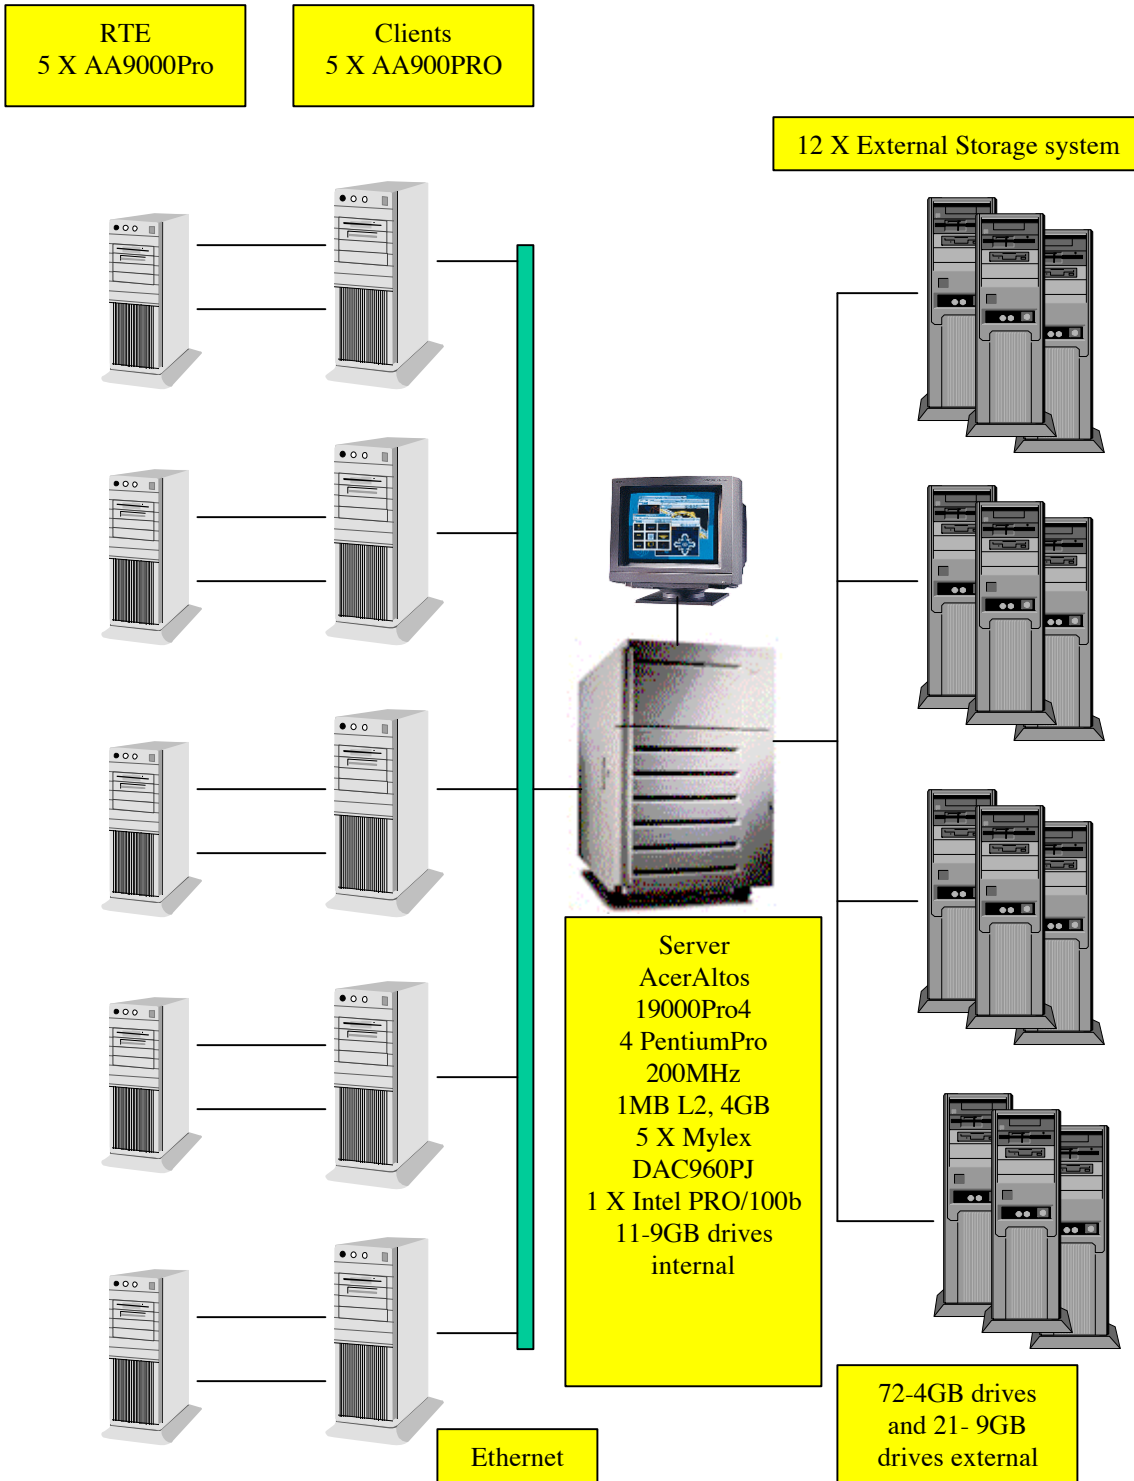 RTE
5 X AA9000Pro
Clients
5 X AA900PRO
12 X External Storage system
Server
AcerAltos
19000Pro4
4 PentiumPro
200MHz
1MB L2, 4GB
5 X Mylex
DAC960PJ
1 X Intel PRO/100b
11-9GB drives
internal
72-4GB drives
and 21- 9GB
drives external
Ethernet